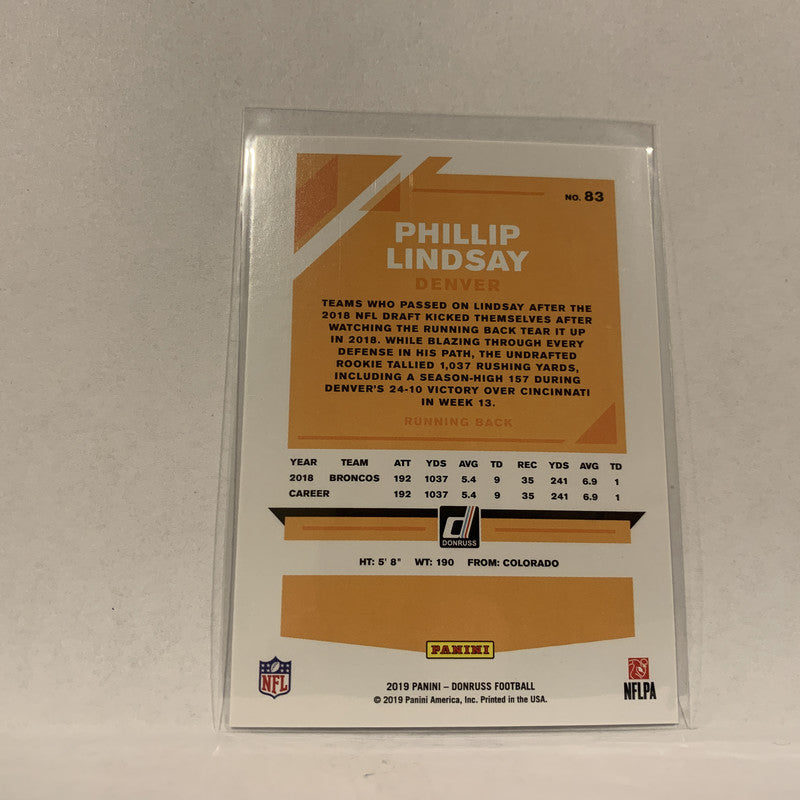 NO. 83
PHILLIP
LINDSAY
DENVER
TEAMS WHO PASSED ON LINDSAY AFTER THE
2018 NFL DRAFT KICKED THEMSELVES AFTER
WATCHING THE RUNNING BACK TEAR IT UP
IN 2018. WHILE BLAZING THROUGH EVERY
DEFENSE IN HIS PATH, THE UNDRAFTED
ROOKIE TALLIED 1,037 RUSHING YARDS,
INCLUDING A SEASON-HIGH 157 DURING
DENVER'S 24-10 VICTORY OVER CINCINNATI
IN WEEK 13.
RUNNING BACK
YEAR TEAM ATT YDS AVG TD REC YDS AVG TD
2018 BRONCOS 192 1037 5.4 9 35 241 6.9 1
CAREER 192 1037 5.4 9 35 241 6.9 1
d
DONRUSS
HT: 5' 8" WT: 190 FROM: COLORADO
PANINI
NFL
2019 PANINI – DONRUSS FOOTBALL
© 2019 Panini America, Inc. Printed in the USA.
NFLPA